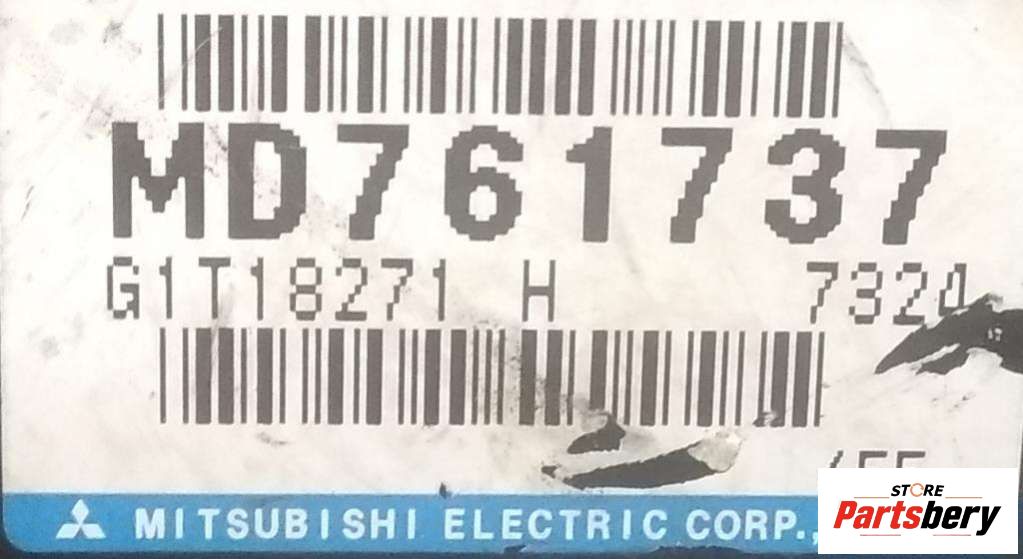 MD761737
G1T18271 H 7324
MITSUBISHI ELECTRIC CORP.,
STORE
Partsbery